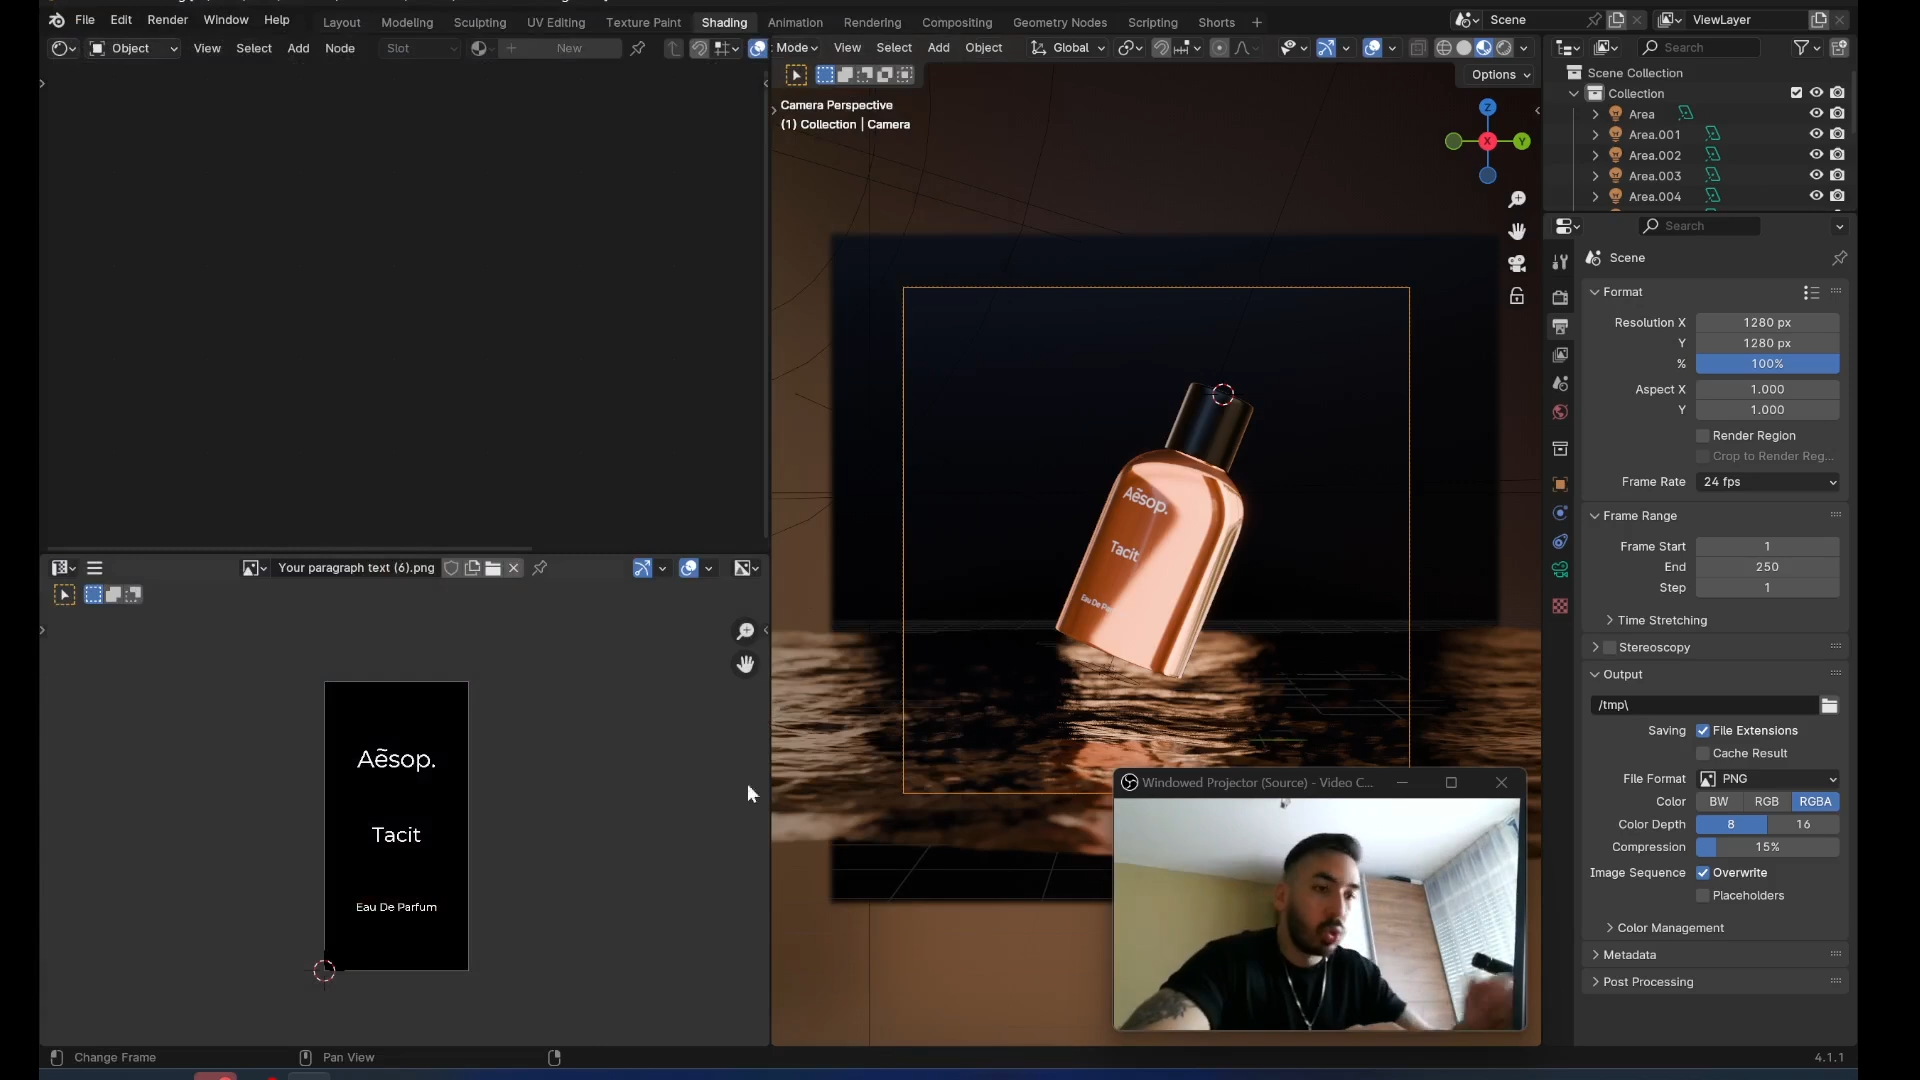 File Edit Render Window Help
Layout Modeling Sculpting UV Editing Texture Paint Shading Animation Rendering Compositing Geometry Nodes Scripting Shorts +
Scene
ViewLayer
Object View Select Add Node Slot New
Mode View Select Add Object Global
Search
Options
Camera Perspective
(1) Collection | Camera
Z
X
Y
Scene Collection
Collection
Area
Area.001
Area.002
Area.003
Area.004
Search
Scene
Format
Resolution X 1280 px
Y 1280 px
% 100%
Aspect X 1.000
Y 1.000
Render Region
Crop to Render Reg...
Frame Rate 24 fps
Frame Range
Frame Start 1
End 250
Step 1
Time Stretching
Stereoscopy
Output
/tmp\
Saving File Extensions
Cache Result
File Format PNG
Color BW RGB RGBA
Color Depth 8 16
Compression 15%
Image Sequence Overwrite
Placeholders
Color Management
Metadata
Post Processing
Aẽsop.
Tacit
Eau De Par
Your paragraph text (6).png
Aẽsop.
Tacit
Eau De Parfum
Windowed Projector (Source) - Video C...
Change Frame
Pan View
4.1.1